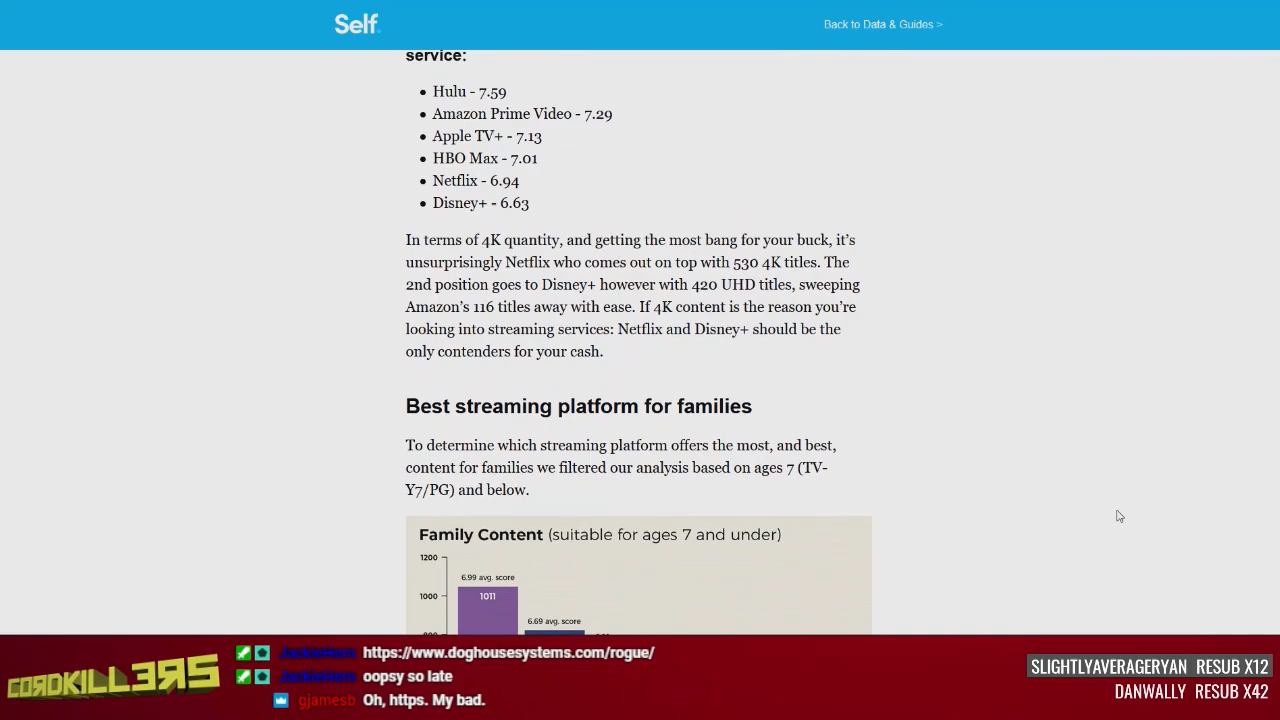 Self.
Back to Data & Guides >
service:
• Hulu - 7.59
• Amazon Prime Video - 7.29
• Apple TV+ - 7.13
• HBO Max - 7.01
• Netflix - 6.94
• Disney+ - 6.63
In terms of 4K quantity, and getting the most bang for your buck, it's
unsurprisingly Netflix who comes out on top with 530 4K titles. The
2nd position goes to Disney+ however with 420 UHD titles, sweeping
Amazon's 116 titles away with ease. If 4K content is the reason you're
looking into streaming services: Netflix and Disney+ should be the
only contenders for your cash.
Best streaming platform for families
To determine which streaming platform offers the most, and best,
content for families we filtered our analysis based on ages 7 (TV-
Y7/PG) and below.
Family Content (suitable for ages 7 and under)
1200
6.99 avg. score
1000
1011
6.69 avg. score
CORDKILLERS
JackieHero https://www.doghousesystems.com/rogue/
JackieHero oopsy so late
gjamesb Oh, https. My bad.
SLIGHTLYAVERAGERYAN RESUB X12
DANWALLY RESUB X42